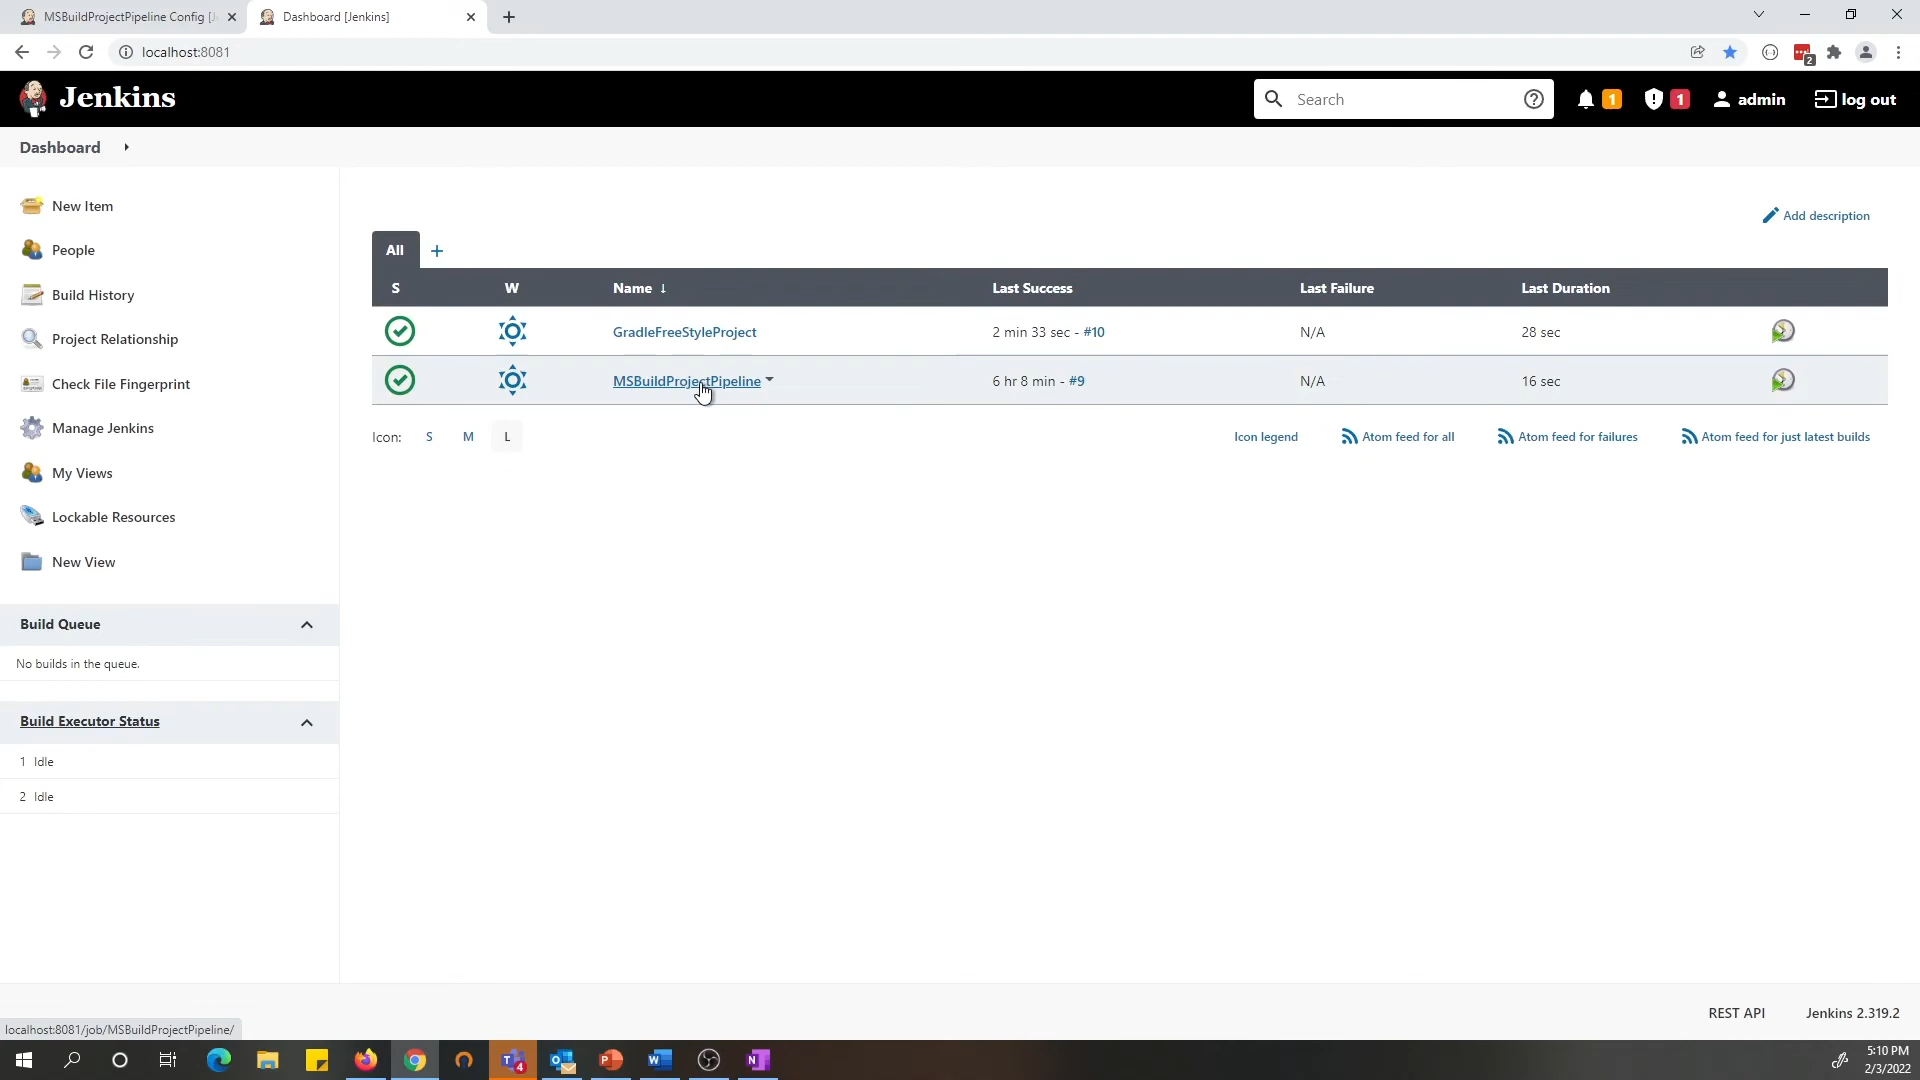 MSBuildProjectPipeline Config [J
Dashboard [Jenkins]
localhost:8081
2
Jenkins
Search
1
1
admin
log out
Dashboard
New Item
People
Build History
Project Relationship
Check File Fingerprint
Manage Jenkins
My Views
Lockable Resources
New View
Build Queue
No builds in the queue.
Build Executor Status
1 Idle
2 Idle
Add description
All +
S W Name ↓ Last Success Last Failure Last Duration
GradleFreeStyleProject 2 min 33 sec - #10 N/A 28 sec
MSBuildProjectPipeline 6 hr 8 min - #9 N/A 16 sec
Icon: S M L Icon legend Atom feed for all Atom feed for failures Atom feed for just latest builds
REST API Jenkins 2.319.2
localhost:8081/job/MSBuildProjectPipeline/
4
5:10 PM
2/3/2022